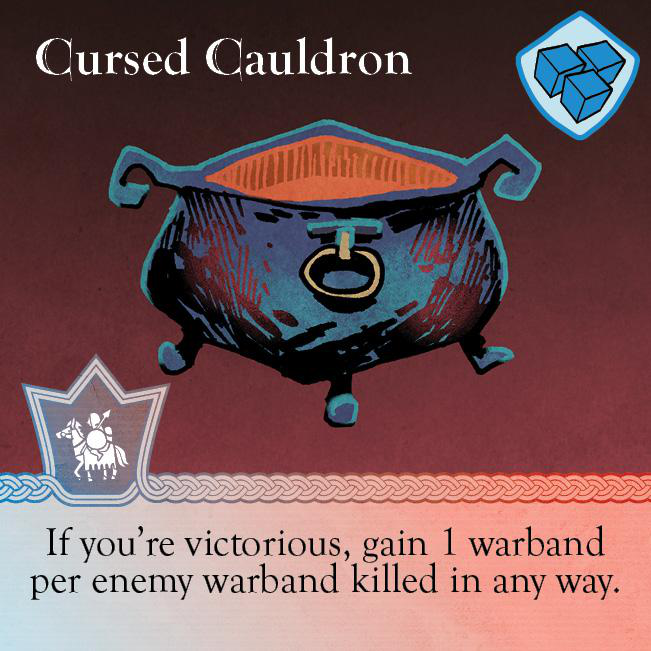 Cursed Cauldron
If you're victorious, gain 1 warband
per enemy warband killed in any way.